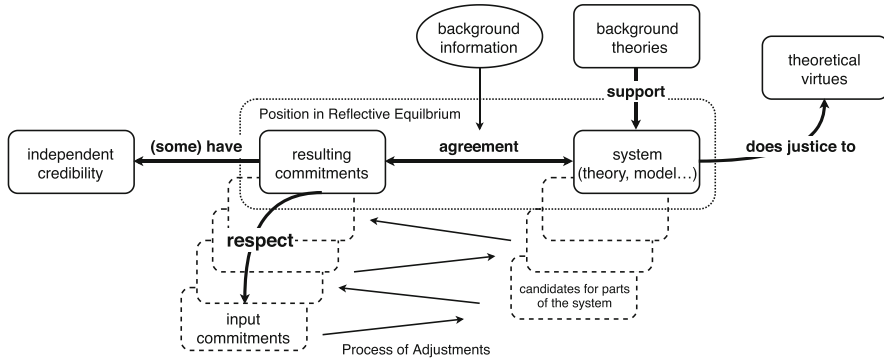 background
information
background
theories
theoretical
virtues
support
Position in Reflective Equilbrium
independent
credibility
(some) have
resulting
commitments
agreement
system
(theory, model…)
does justice to
respect
candidates for parts
of the system
input
commitments
Process of Adjustments